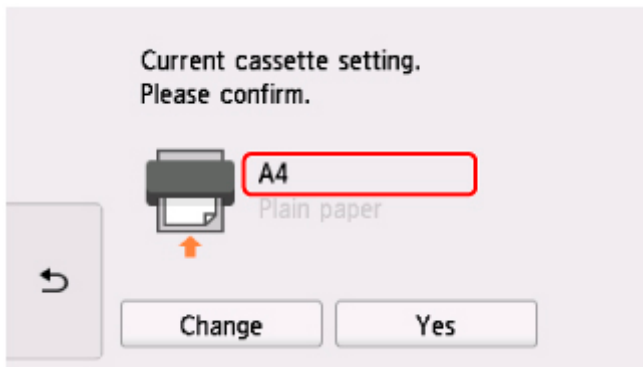 Current cassette setting.
Please confirm.
A4
Plain paper
Change
Yes